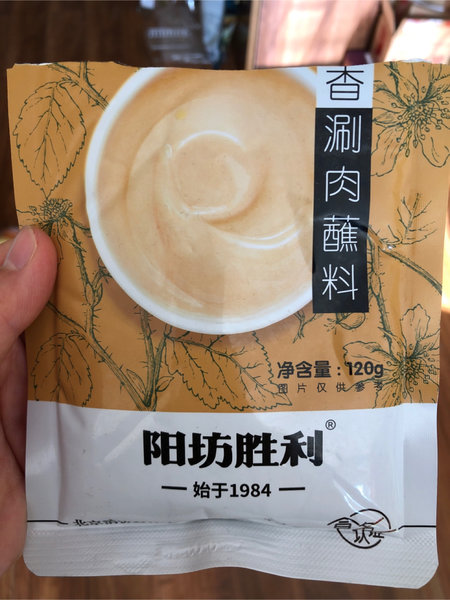 香
涮
肉
蘸
料
净含量：120g
图片仅供参考
阳坊胜利®
始于1984